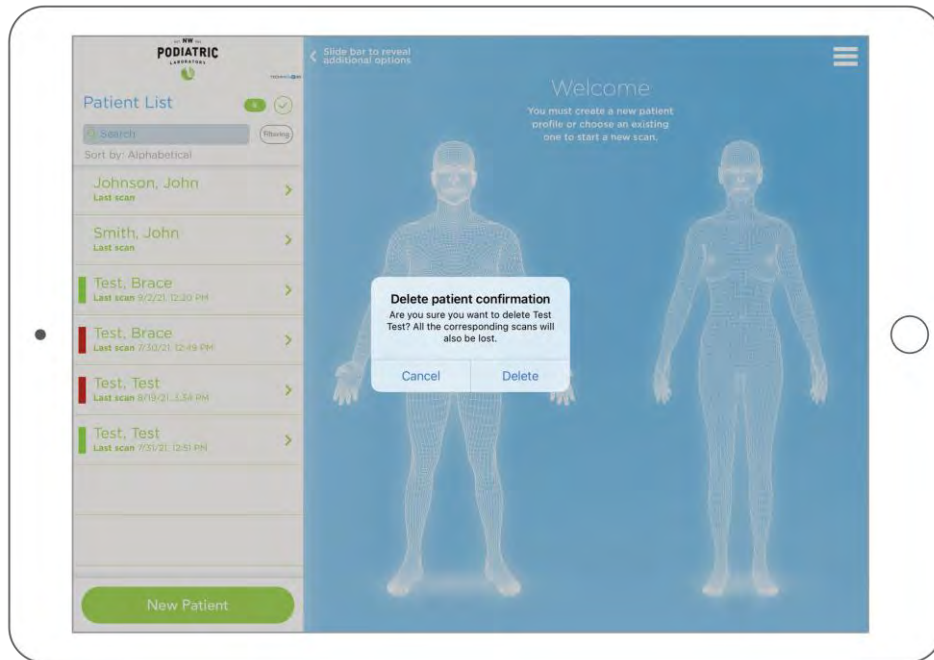 NW
PODIATRIC
LABORATORY
Patient List
Search
Filtering
Sort by: Alphabetical
Johnson, John
Last scan
Smith, John
Last scan
Test, Brace
Last scan 9/2/21, 12:20 PM
Test, Brace
Last scan 7/30/21, 12:49 PM
Test, Test
Last scan 8/19/21, 3:34 PM
Test, Test
Last scan 7/31/21, 12:51 PM
New Patient
Slide bar to reveal
additional options
Welcome
You must create a new patient
profile or choose an existing
one to start a new scan.
Delete patient confirmation
Are you sure you want to delete Test
Test? All the corresponding scans will
also be lost.
Cancel
Delete